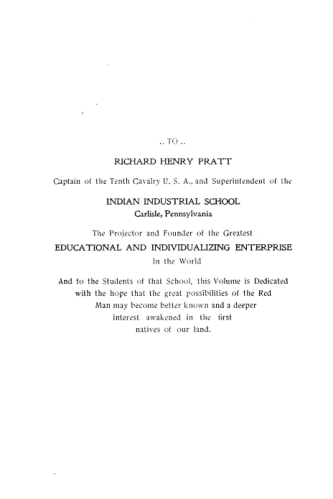 .. TO ..
RICHARD HENRY PRATT
Captain of the Tenth Cavalry U. S. A., and Superintendent of the
INDIAN INDUSTRIAL SCHOOL
Carlisle, Pennsylvania
The Projector and Founder of the Greatest
EDUCATIONAL AND INDIVIDUALIZING ENTERPRISE
In the World
And to the Students of that School, this Volume is Dedicated
with the hope that the great possibilities of the Red
Man may become better known and a deeper
interest awakened in the first
natives of our land.